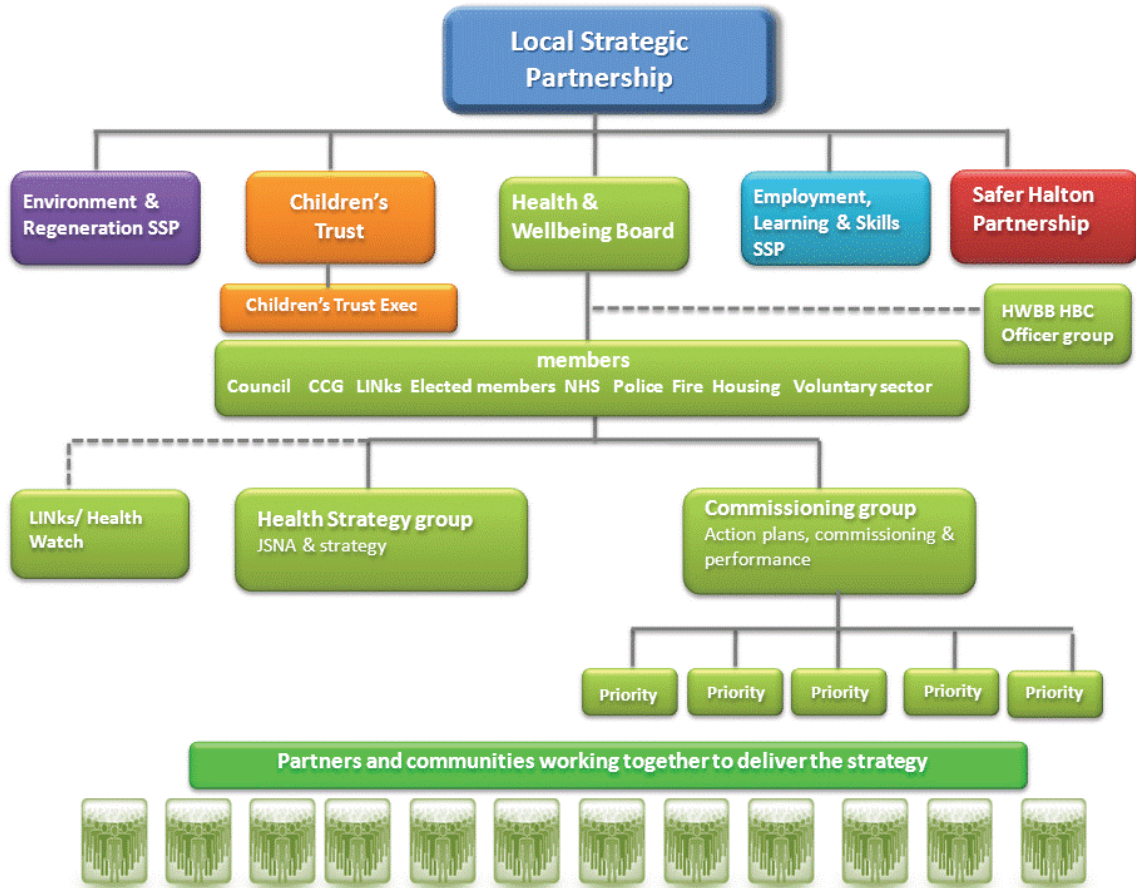 Local Strategic
Partnership
Environment &
Regeneration SSP
Children's
Trust
Health &
Wellbeing Board
Employment,
Learning & Skills
SSP
Safer Halton
Partnership
Children's Trust Exec
HWBB HBC
Officer group
members
Council CCG LINks Elected members NHS Police Fire Housing Voluntary sector
LINks/ Health
Watch
Health Strategy group
JSNA & strategy
Commissioning group
Action plans, commissioning &
performance
Priority
Priority
Priority
Priority
Priority
Partners and communities working together to deliver the strategy